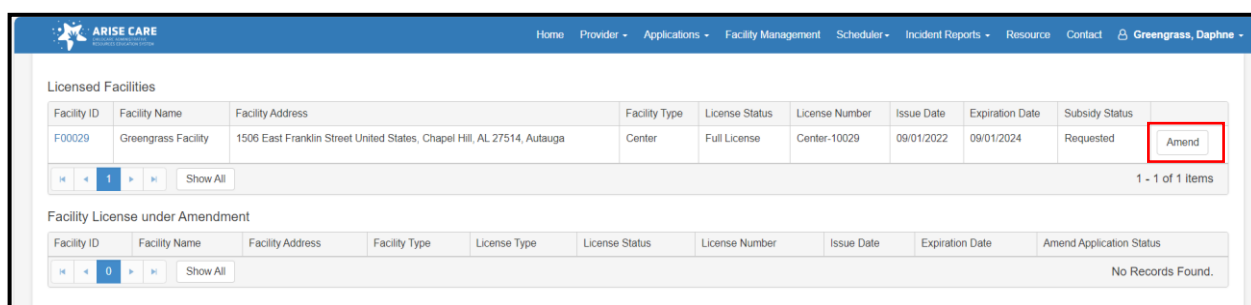 ARISE CARE
Home Provider Applications Facility Management Scheduler Incident Reports Resource Contact Greengrass, Daphne
Licensed Facilities
Facility ID Facility Name Facility Address Facility Type License Status License Number Issue Date Expiration Date Subsidy Status
F00029 Greengrass Facility 1506 East Franklin Street United States, Chapel Hill, AL 27514, Autauga Center Full License Center-10029 09/01/2022 09/01/2024 Requested Amend
1 Show All 1 - 1 of 1 items
Facility License under Amendment
Facility ID Facility Name Facility Address Facility Type License Type License Status License Number Issue Date Expiration Date Amend Application Status
0 Show All No Records Found.